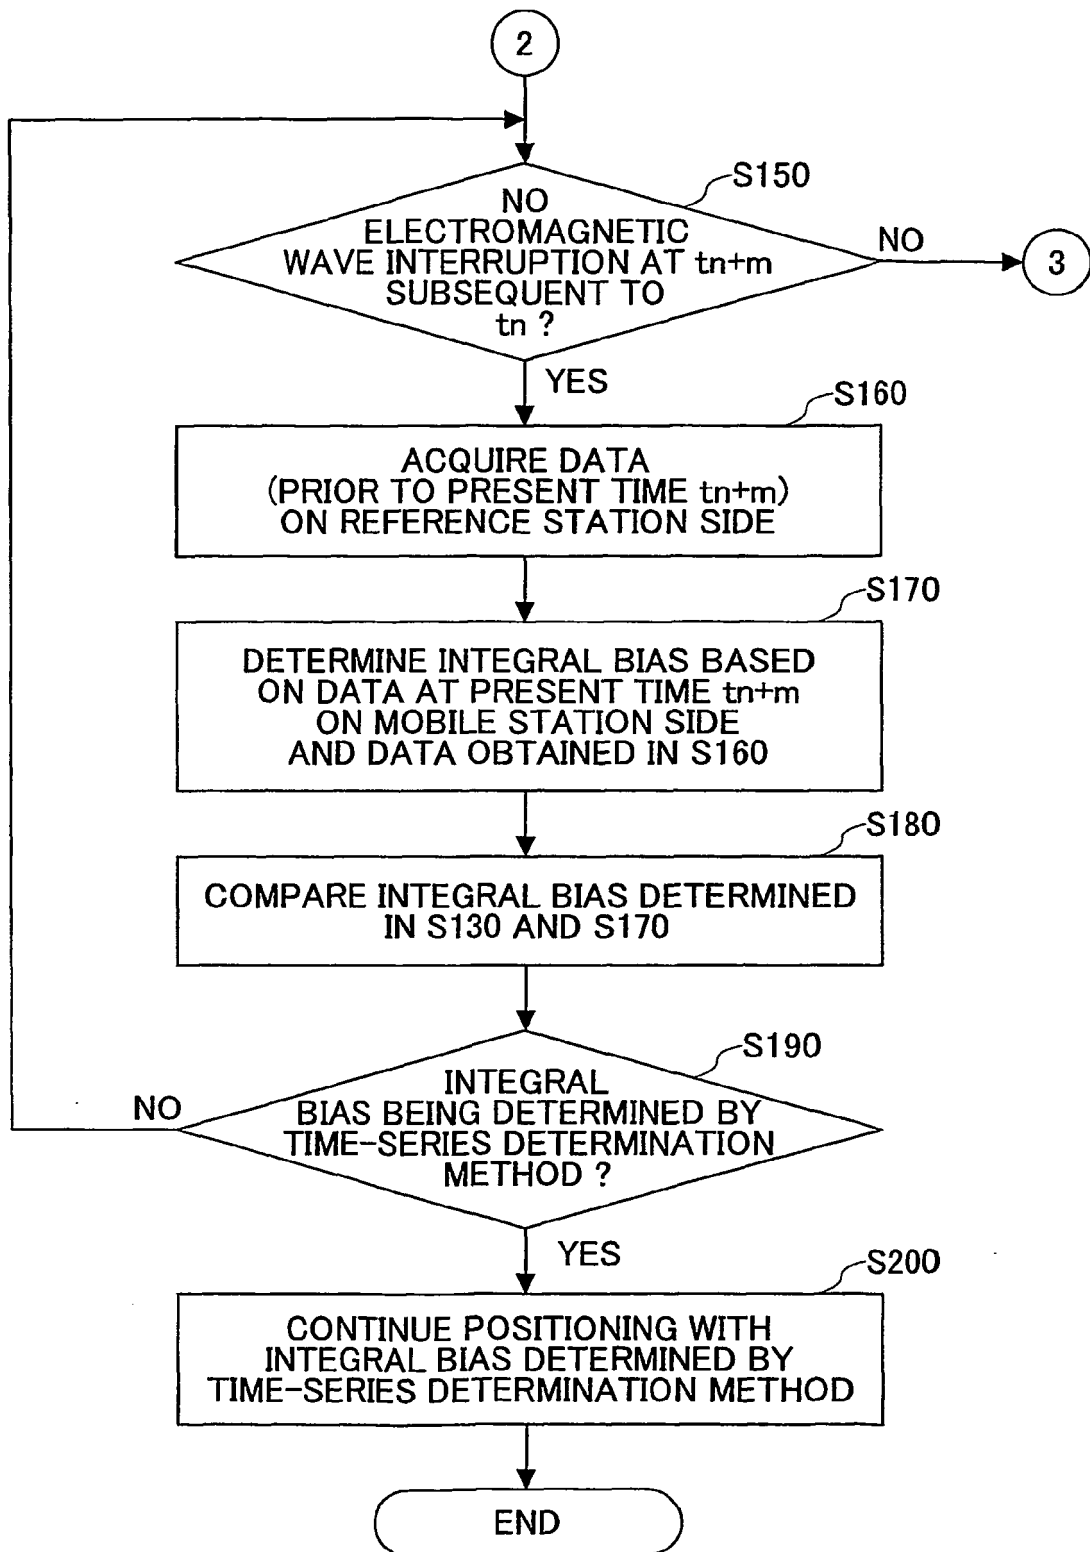 2
S150
NO
ELECTROMAGNETIC
WAVE INTERRUPTION AT tn+m
SUBSEQUENT TO
tn ?
NO
3
YES
S160
ACQUIRE DATA
(PRIOR TO PRESENT TIME tn+m)
ON REFERENCE STATION SIDE
S170
DETERMINE INTEGRAL BIAS BASED
ON DATA AT PRESENT TIME tn+m
ON MOBILE STATION SIDE
AND DATA OBTAINED IN S160
S180
COMPARE INTEGRAL BIAS DETERMINED
IN S130 AND S170
S190
INTEGRAL
BIAS BEING DETERMINED BY
TIME-SERIES DETERMINATION
METHOD ?
NO
YES
S200
CONTINUE POSITIONING WITH
INTEGRAL BIAS DETERMINED BY
TIME-SERIES DETERMINATION METHOD
END